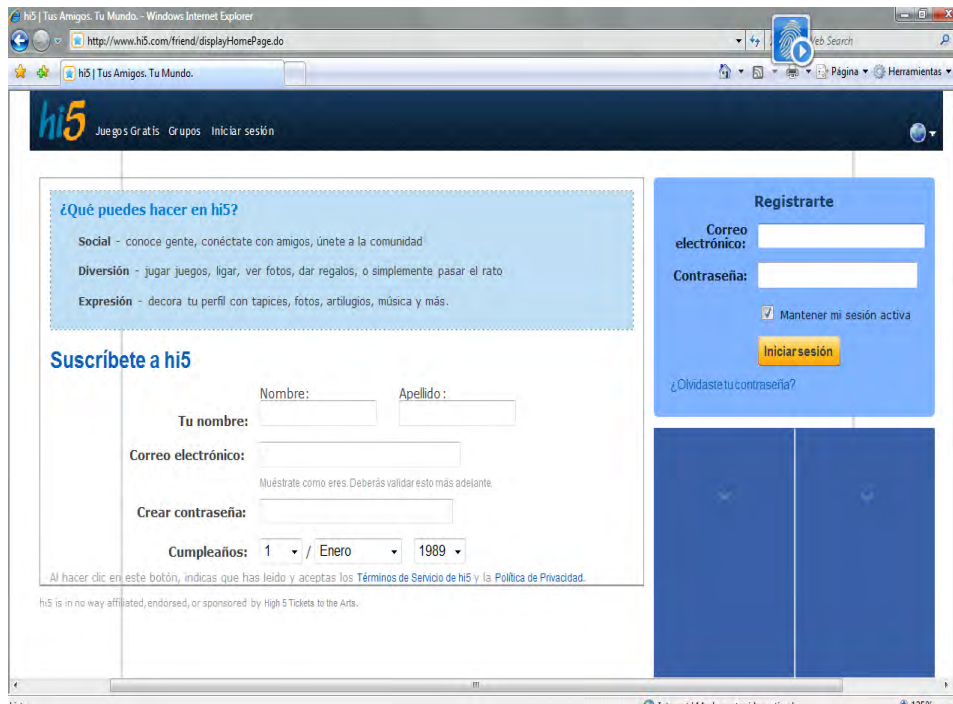 hi5 | Tus Amigos. Tu Mundo. - Windows Internet Explorer
http://www.hi5.com/friend/displayHomePage.do
Web Search
hi5 | Tus Amigos. Tu Mundo.
Página
Herramientas
hi5
Juegos Gratis Grupos Iniciar sesión
¿Qué puedes hacer en hi5?
Social - conoce gente, conéctate con amigos, únete a la comunidad
Diversión - jugar juegos, ligar, ver fotos, dar regalos, o simplemente pasar el rato
Expresión - decora tu perfil con tapices, fotos, artilugios, música y más.
Suscríbete a hi5
Nombre: Apellido:
Tu nombre:
Correo electrónico:
Muéstrate como eres. Deberás validar esto más adelante.
Crear contraseña:
Cumpleaños: 1 / Enero 1989
Al hacer clic en este botón, indicas que has leído y aceptas los Términos de Servicio de hi5 y la Política de Privacidad.
hi5 is in no way affiliated, endorsed, or sponsored by High 5 Tickets to the Arts.
Registrarte
Correo
electrónico:
Contraseña:
Mantener mi sesión activa
Iniciar sesión
¿Olvidaste tu contraseña?
125%